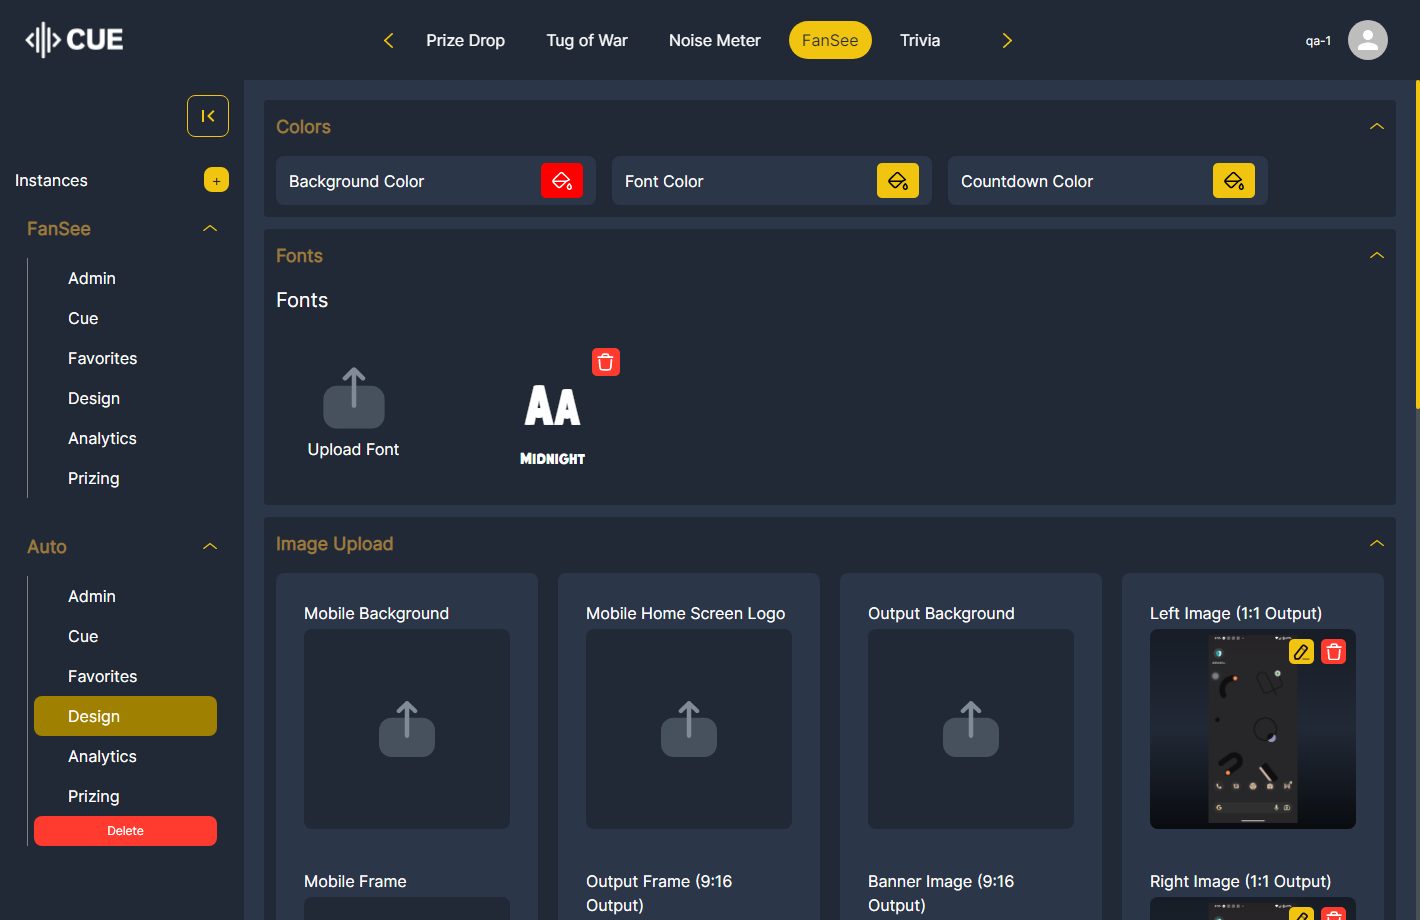 CUE
Prize Drop
Tug of War
Noise Meter
FanSee
Trivia
qa-1
Instances
+
FanSee
Admin
Cue
Favorites
Design
Analytics
Prizing
Auto
Admin
Cue
Favorites
Design
Analytics
Prizing
Delete
Colors
Background Color
Font Color
Countdown Color
Fonts
Fonts
Upload Font
AA
MIDNIGHT
Image Upload
Mobile Background
Mobile Home Screen Logo
Output Background
Left Image (1:1 Output)
Mobile Frame
Output Frame (9:16
Output)
Banner Image (9:16
Output)
Right Image (1:1 Output)